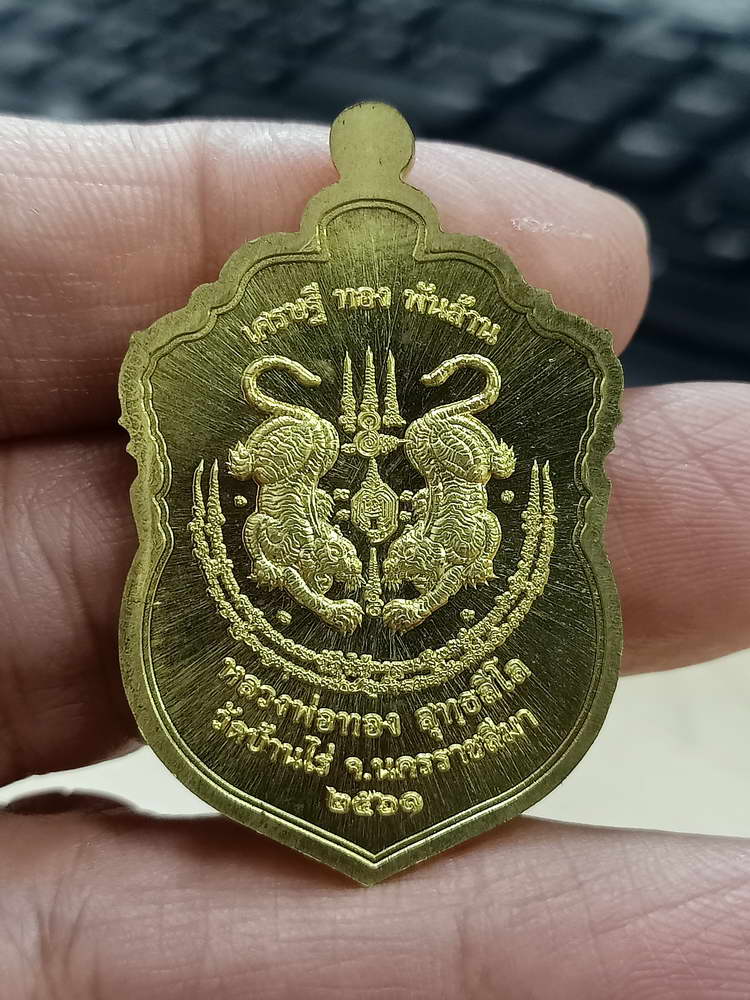 เศรษฐี ทอง พันล้าน
หลวงพ่อทอง สุทฺธสีโล
วัดบ้านไร่ จ.นครราชสีมา
๒๕๖๑